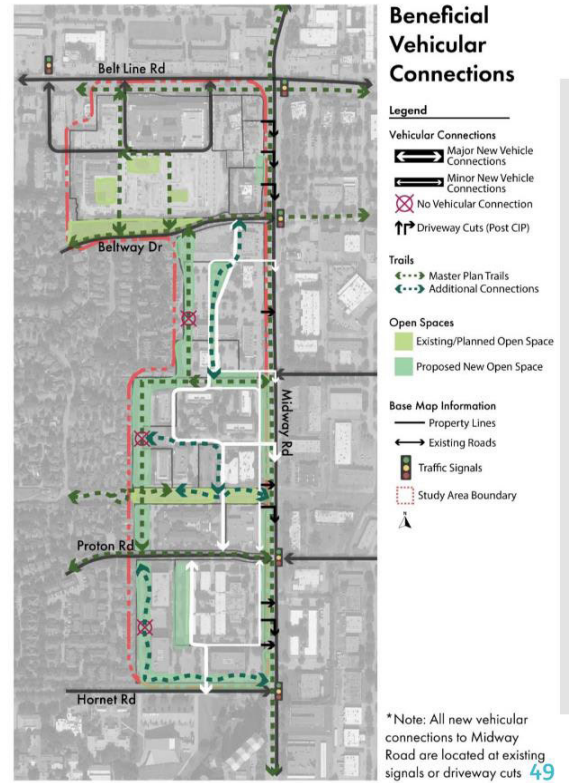 Beneficial
Vehicular
Connections
Legend
Vehicular Connections
Major New Vehicle
Connections
Minor New Vehicle
Connections
No Vehicular Connection
Driveway Cuts (Post CIP)
Trails
Master Plan Trails
Additional Connections
Open Spaces
Existing/Planned Open Space
Proposed New Open Space
Base Map Information
Property Lines
Existing Roads
Traffic Signals
Study Area Boundary
N
Belt Line Rd
Beltway Dr
Midway Rd
Proton Rd
Hornet Rd
*Note: All new vehicular
connections to Midway
Road are located at existing
signals or driveway cuts 49